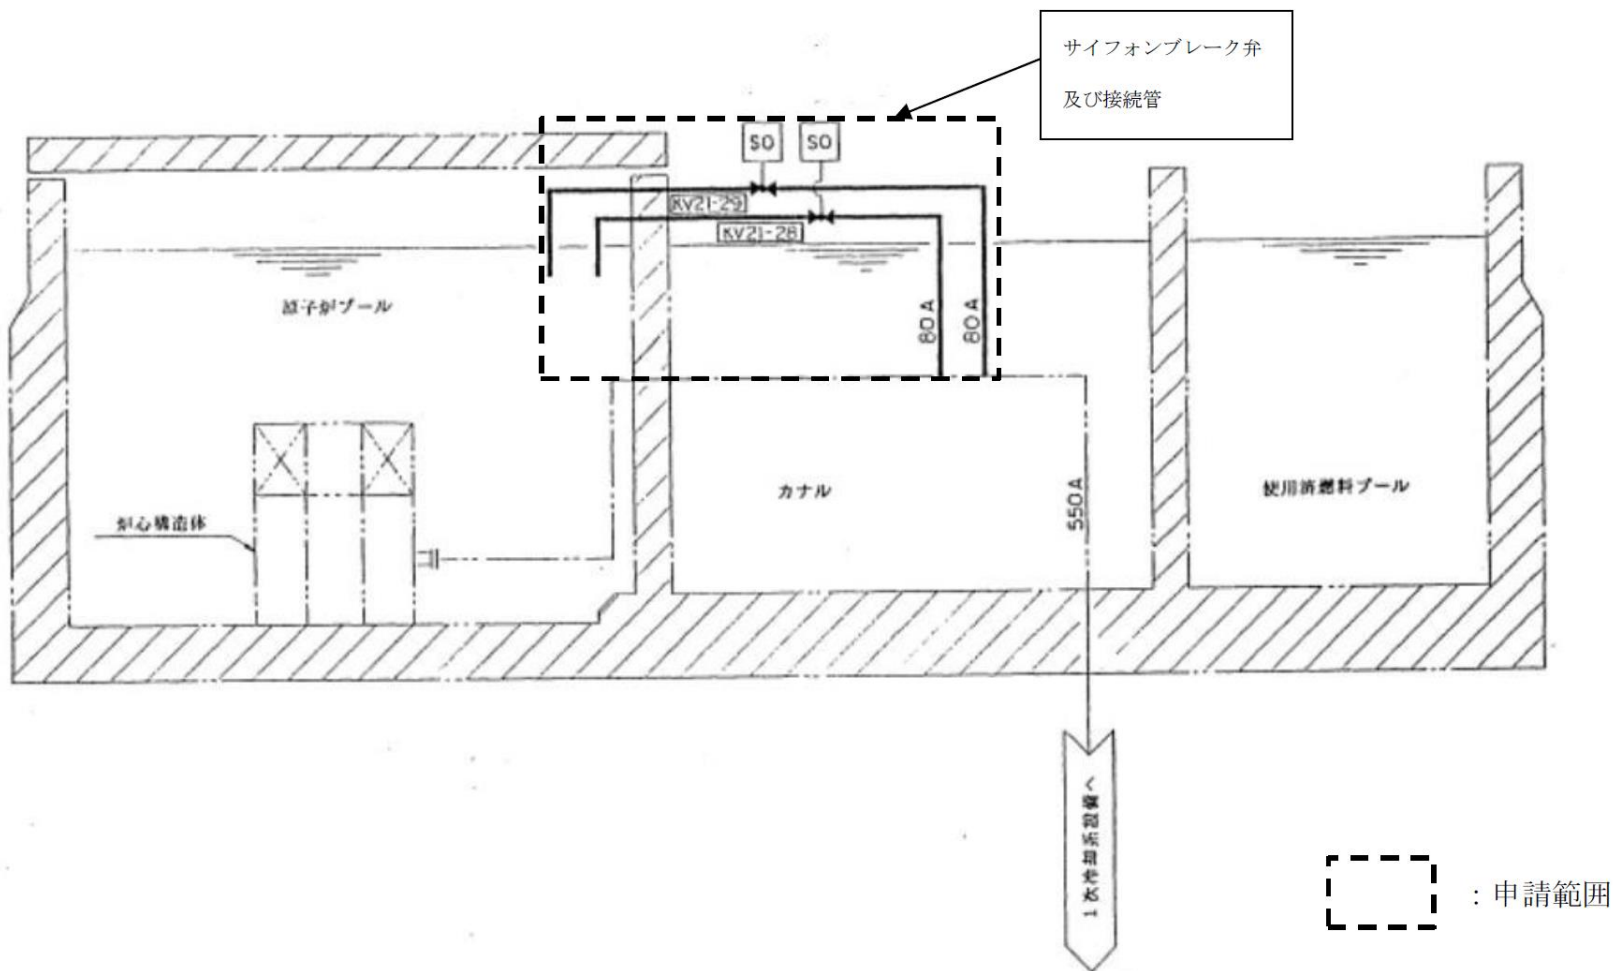 サイフォンブレーク弁
及び接続管
SO
SO
KV21-29
KV21-28
80A
80A
原子炉プール
カナル
使用済燃料プール
550A
炉心構造体
1次冷却系設備へ
：申請範囲